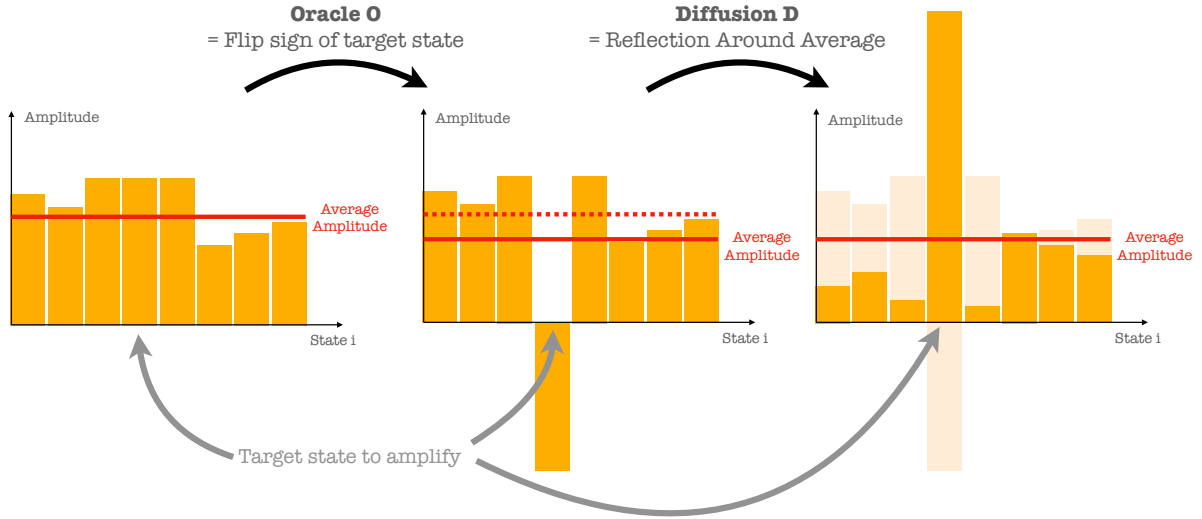 Oracle O
= Flip sign of target state
Diffusion D
= Reflection Around Average
Amplitude
Average
Amplitude
State i
Amplitude
Average
Amplitude
State i
Amplitude
Average
Amplitude
State i
Target state to amplify